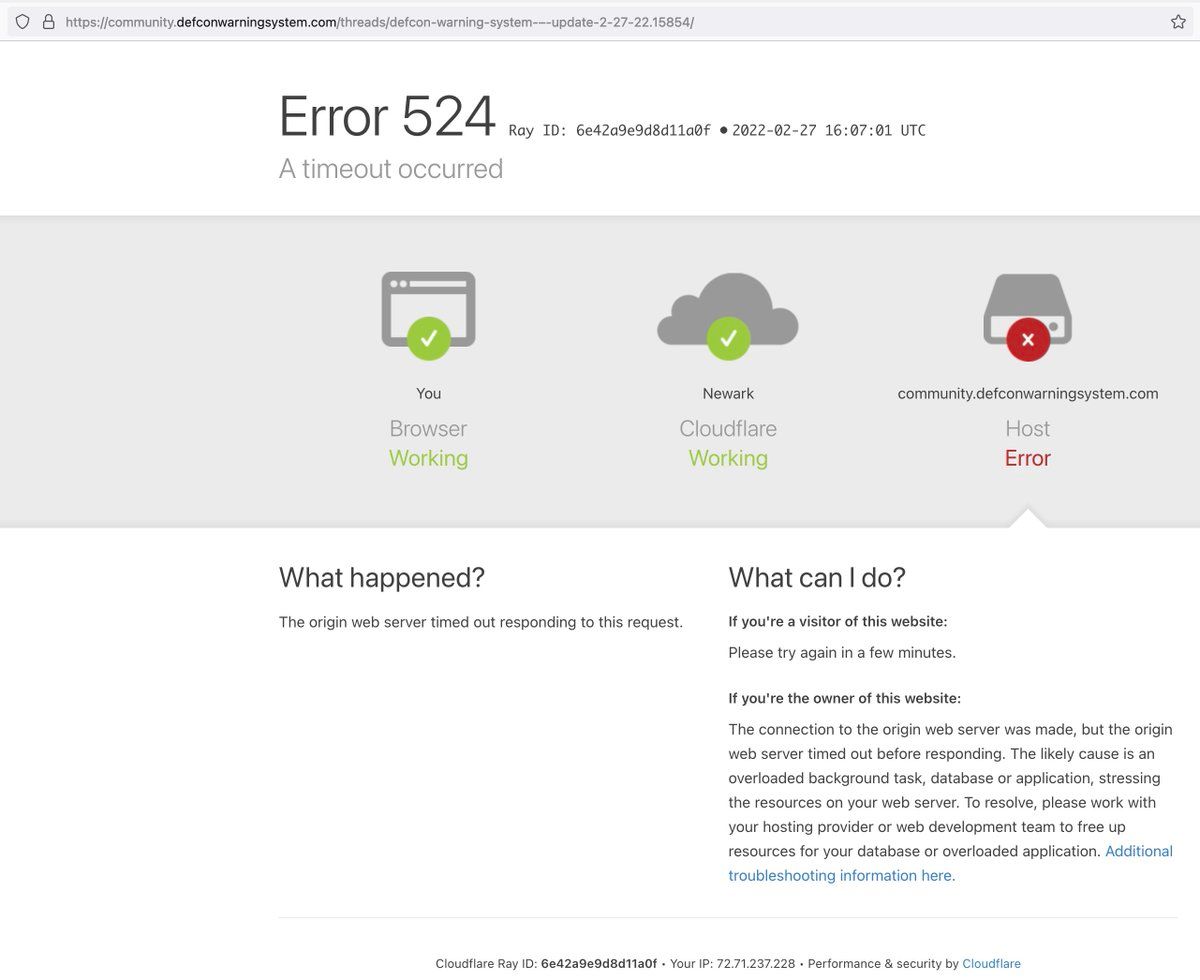 https://community.defconwarningsystem.com/threads/defcon-warning-system-–-update-2-27-22.15854/
Error 524 Ray ID: 6e42a9e9d8d11a0f • 2022-02-27 16:07:01 UTC
A timeout occurred
You
Browser
Working
Newark
Cloudflare
Working
community.defconwarningsystem.com
Host
Error
What happened?
The origin web server timed out responding to this request.
What can I do?
If you're a visitor of this website:
Please try again in a few minutes.
If you're the owner of this website:
The connection to the origin web server was made, but the origin
web server timed out before responding. The likely cause is an
overloaded background task, database or application, stressing
the resources on your web server. To resolve, please work with
your hosting provider or web development team to free up
resources for your database or overloaded application. Additional
troubleshooting information here.
Cloudflare Ray ID: 6e42a9e9d8d11a0f • Your IP: 72.71.237.228 • Performance & security by Cloudflare